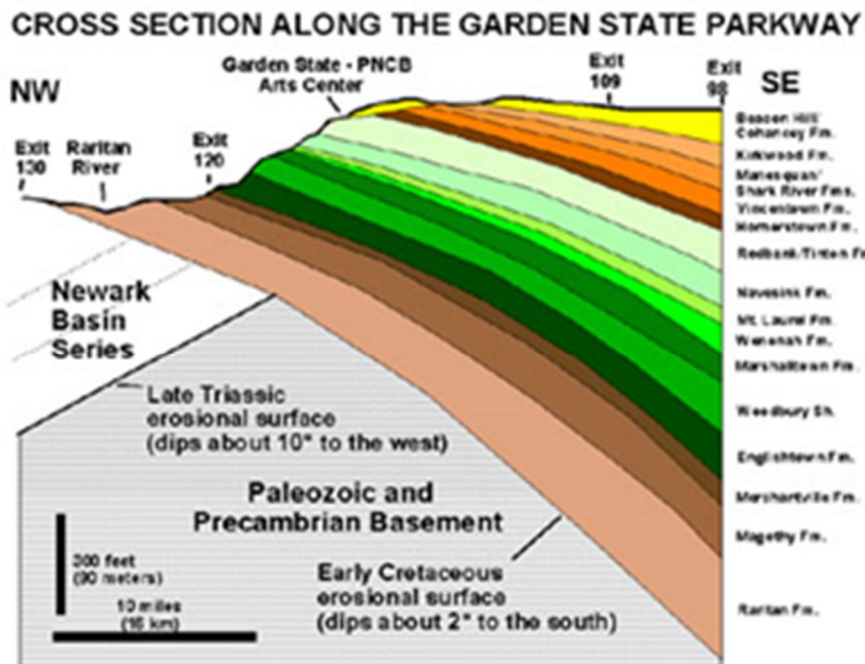 CROSS SECTION ALONG THE GARDEN STATE PARKWAY
NW
Garden State - PNCB
Arts Center
Exit
109
Exit
98
SE
Exit
130
Raritan
River
Exit
120
Beacon Hill/
Cohancey Fm.
Kirkwood Fm.
Manasquan/
Shark River Fms.
Vincentown Fm.
Hornerstown Fm.
Redbank/Tinton
Navesink Fm.
Mt. Laurel Fm.
Wenonah Fm.
Marshalltown Fm.
Woodbury Sh.
Englishtown Fm.
Merchantville Fm.
Magothy Fm.
Raritan Fm.
Newark
Basin
Series
Late Triassic
erosional surface
(dips about 10° to the west)
Paleozoic and
Precambrian Basement
300 feet
(90 meters)
10 miles
(16 km)
Early Cretaceous
erosional surface
(dips about 2° to the south)